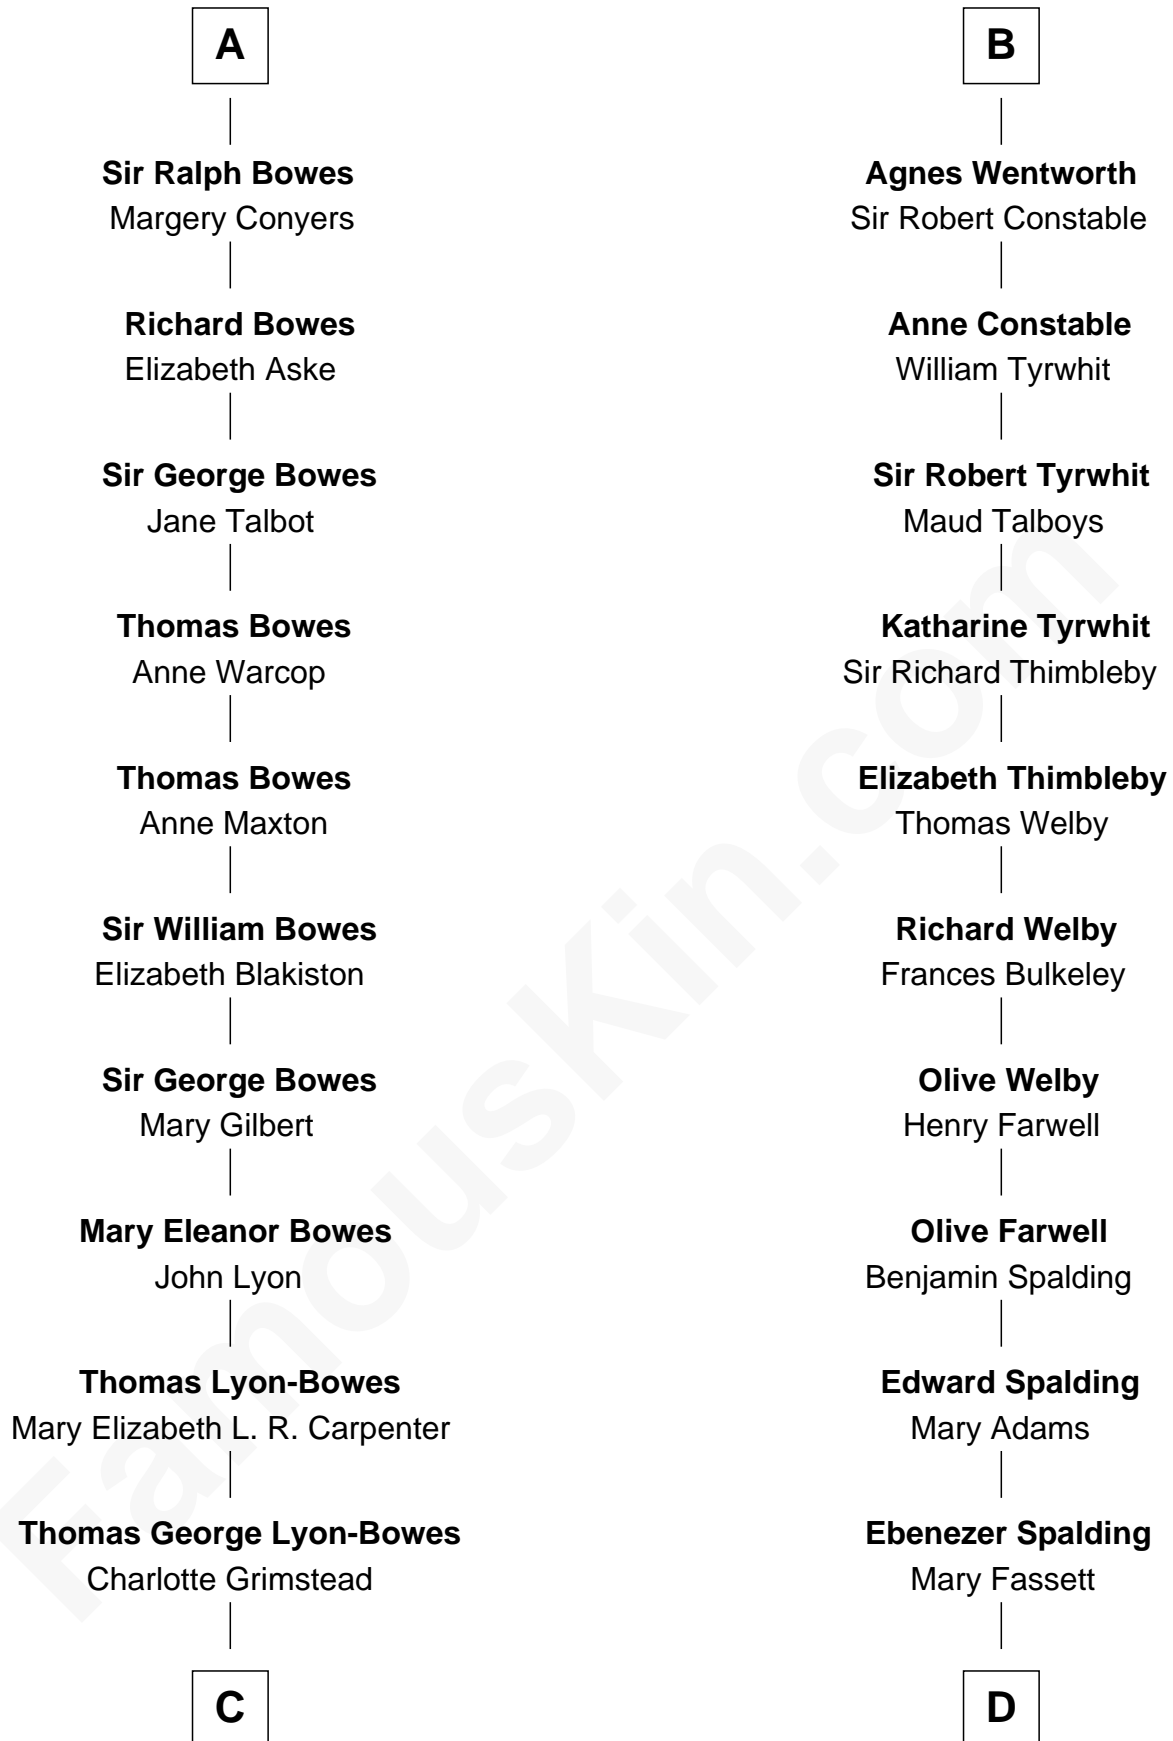 A
Sir Ralph Bowes
Margery Conyers
Richard Bowes
Elizabeth Aske
Sir George Bowes
Jane Talbot
Thomas Bowes
Anne Warcop
Thomas Bowes
Anne Maxton
Sir William Bowes
Elizabeth Blakiston
Sir George Bowes
Mary Gilbert
Mary Eleanor Bowes
John Lyon
Thomas Lyon-Bowes
Mary Elizabeth L. R. Carpenter
Thomas George Lyon-Bowes
Charlotte Grimstead
C
B
Agnes Wentworth
Sir Robert Constable
Anne Constable
William Tyrwhit
Sir Robert Tyrwhit
Maud Talboys
Katharine Tyrwhit
Sir Richard Thimbleby
Elizabeth Thimbleby
Thomas Welby
Richard Welby
Frances Bulkeley
Olive Welby
Henry Farwell
Olive Farwell
Benjamin Spalding
Edward Spalding
Mary Adams
Ebenezer Spalding
Mary Fassett
D
FamousKin.com